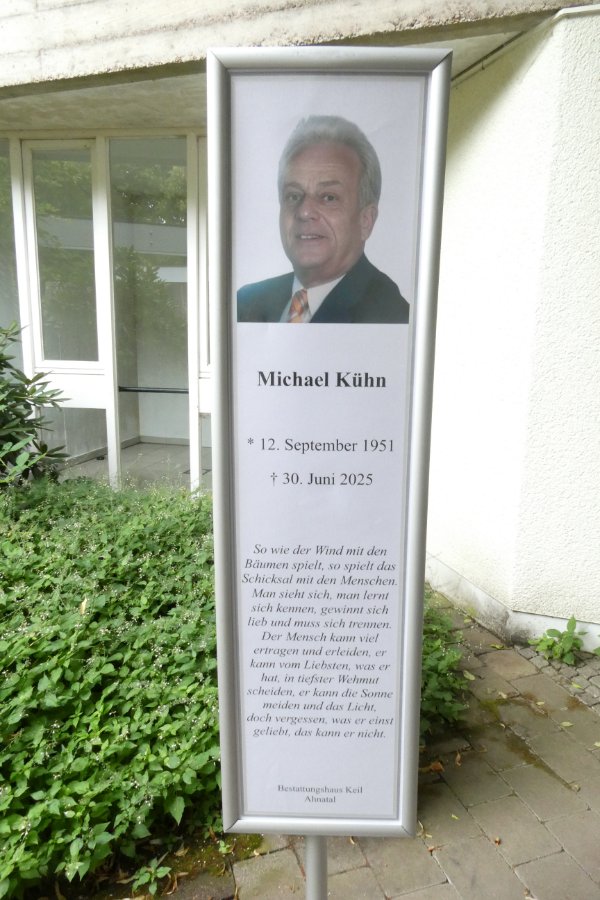 Michael Kühn
* 12. September 1951
† 30. Juni 2025
So wie der Wind mit den
Bäumen spielt, so spielt das
Schicksal mit den Menschen.
Man sieht sich, man lernt
sich kennen, gewinnt sich
lieb und muss sich trennen.
Der Mensch kann viel
ertragen und erleiden, er
kann vom Liebsten, was er
hat, in tiefster Wehmut
scheiden, er kann die Sonne
meiden und das Licht,
doch vergessen, was er einst
geliebt, das kann er nicht.
Bestattungshaus Keil
Ahnatal